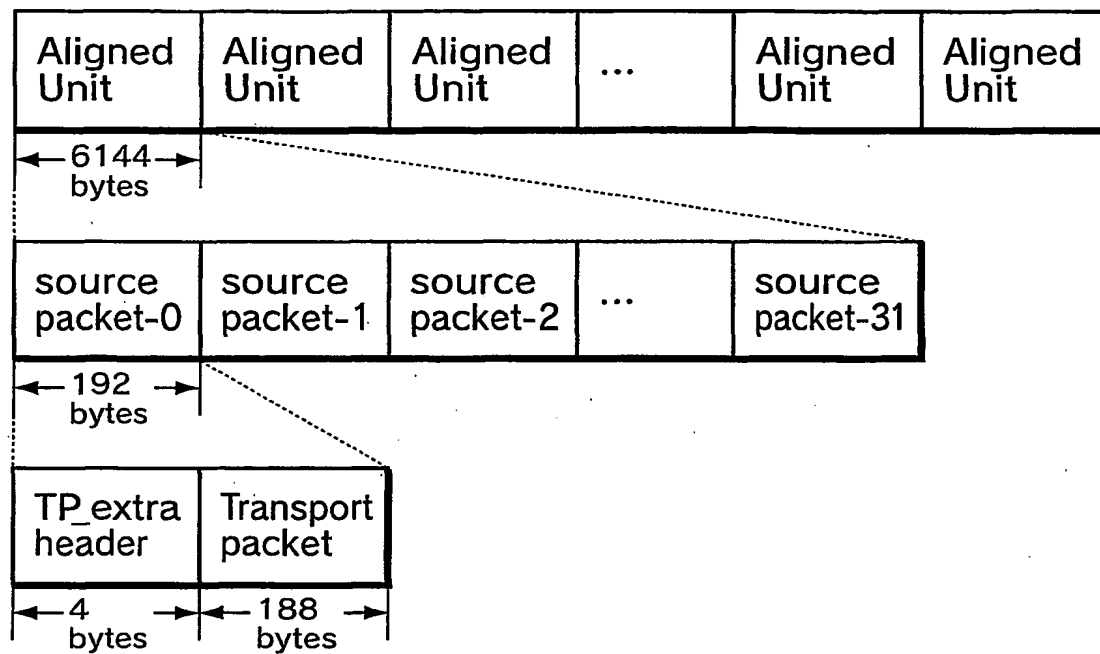 Aligned Unit
Aligned Unit
Aligned Unit
...
Aligned Unit
Aligned Unit
6144 bytes
source packet-0
source packet-1
source packet-2
...
source packet-31
192 bytes
TP_extra header
Transport packet
4 bytes
188 bytes